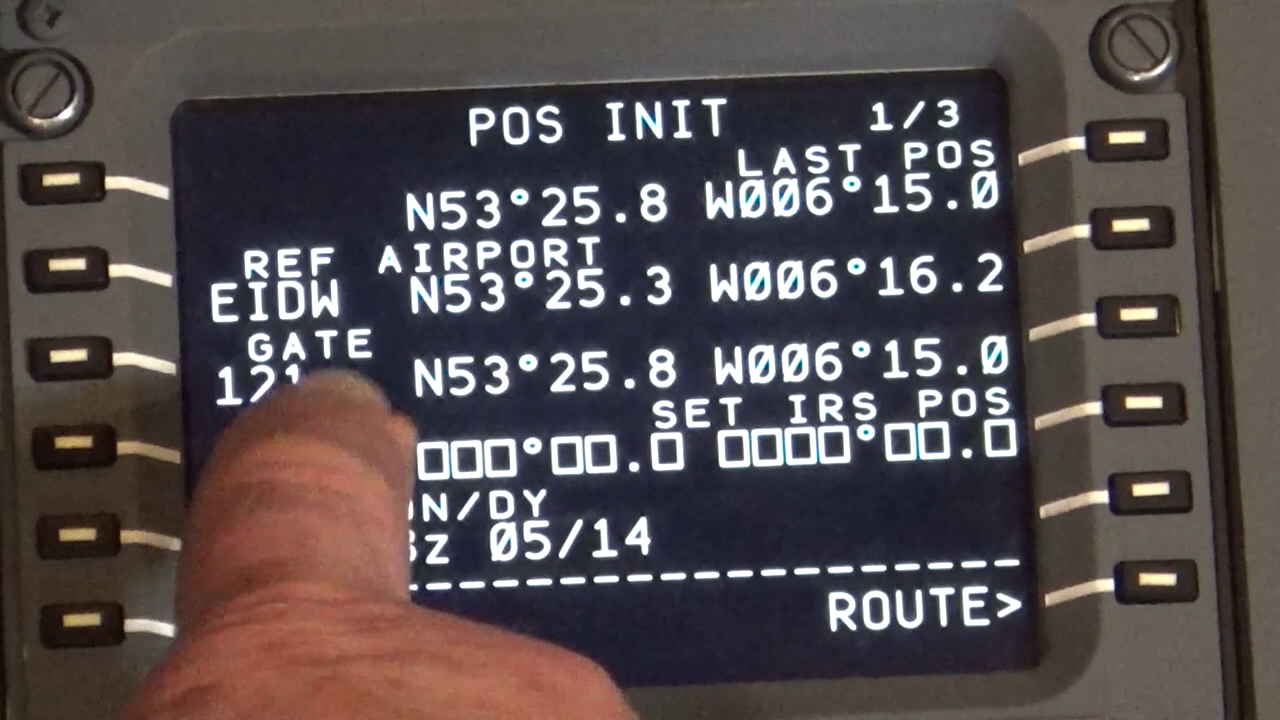 POS INIT 1/3
LAST POS
N53°25.8 W006°15.0
REF AIRPORT
EIDW N53°25.3 W006°16.2
GATE
121 N53°25.8 W006°15.0
SET IRS POS
□□□°□□.□ □□□□°□□.□
/DY
z 05/14
------------------
ROUTE>